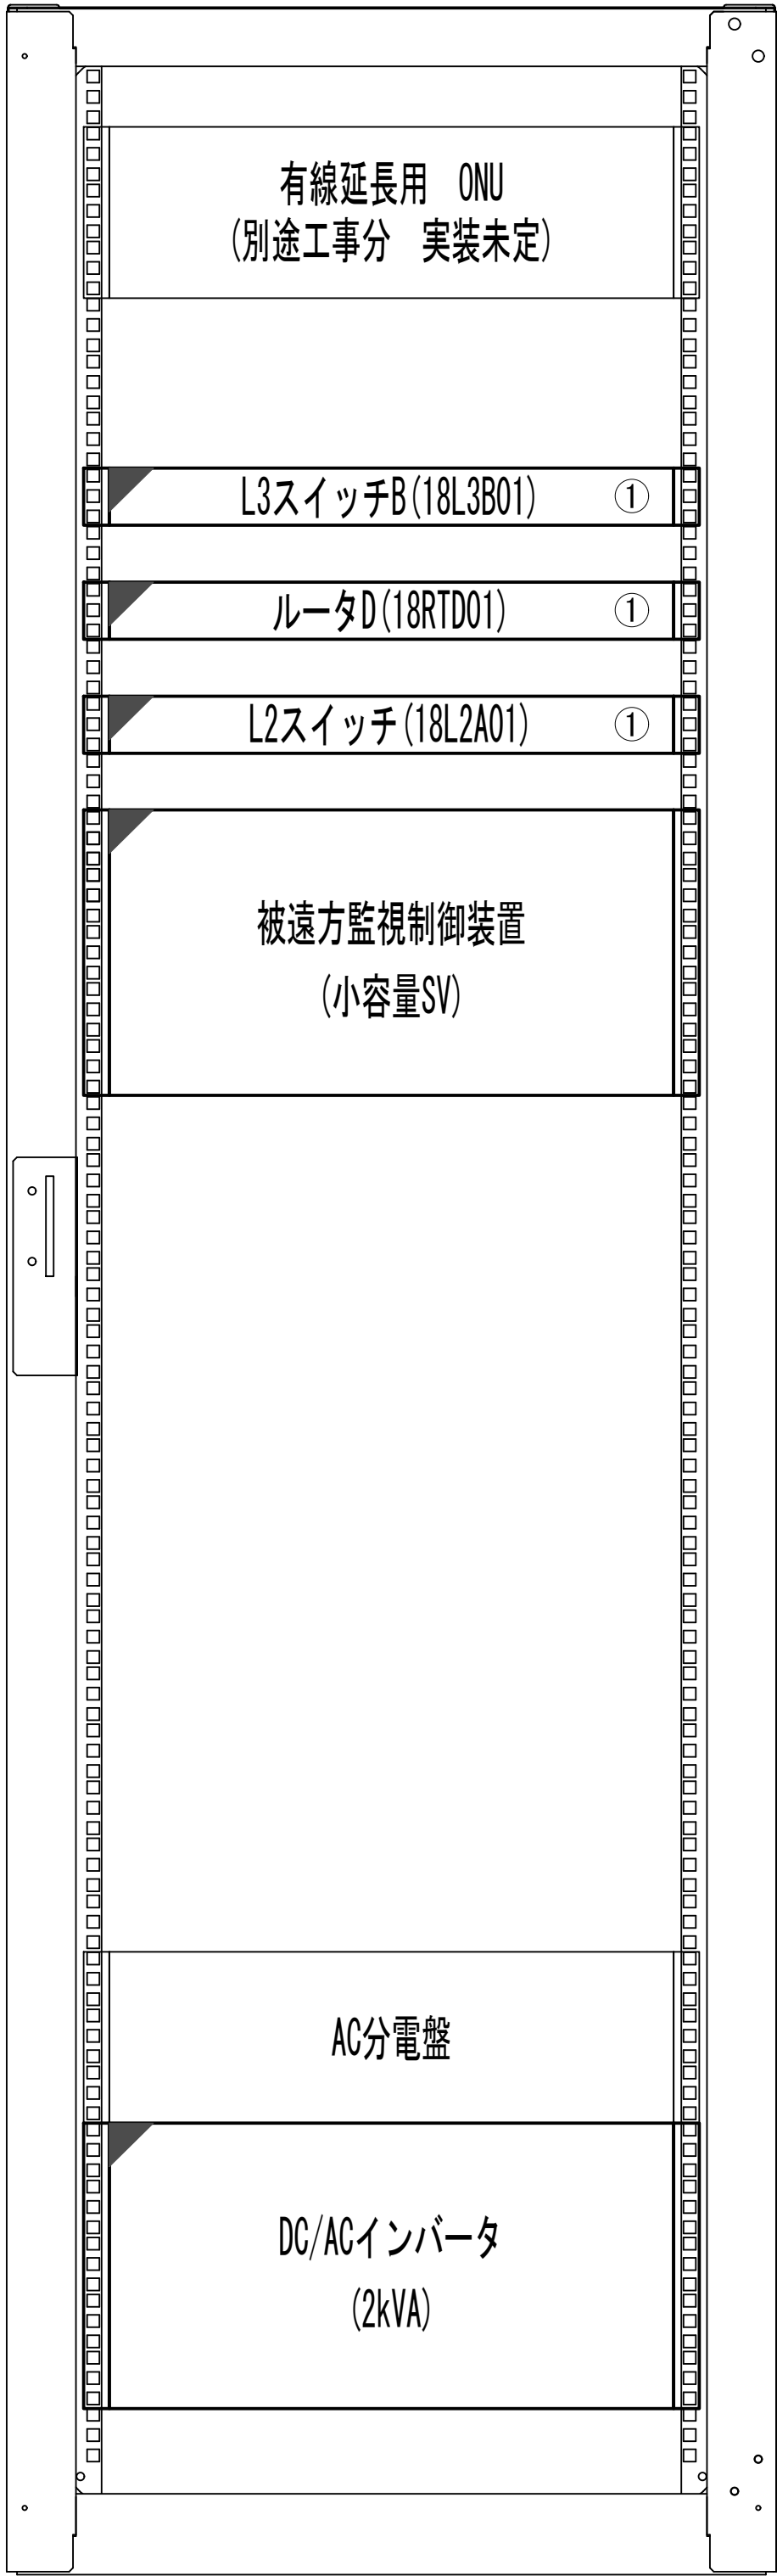 有線延長用　ONU
(別途工事分　実装未定)
L3スイッチB(18L3B01)　①
ルータD(18RTD01)　①
L2スイッチ(18L2A01)　①
被遠方監視制御装置
(小容量SV)
AC分電盤
DC/ACインバータ
(2kVA)